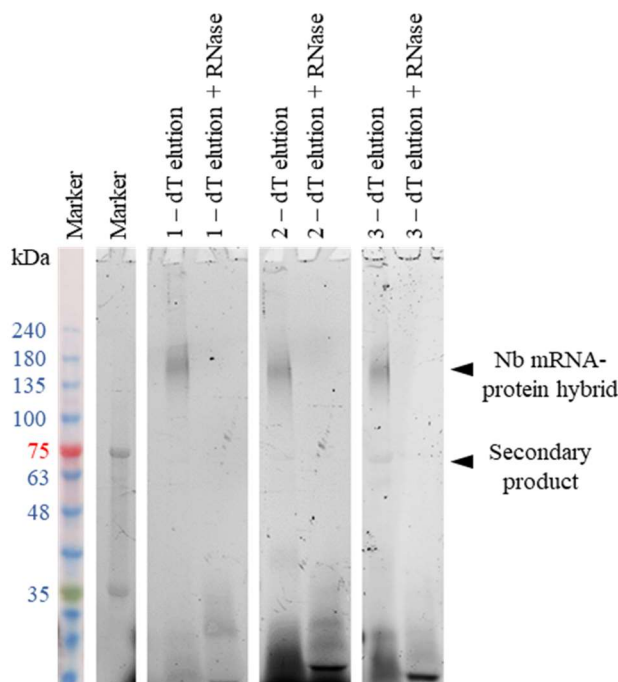 Marker
Marker
1 – dT elution
1 – dT elution + RNase
2 – dT elution
2 – dT elution + RNase
3 – dT elution
3 – dT elution + RNase
kDa
240
180
135
100
75
63
48
35
Nb mRNA-
protein hybrid
Secondary
product